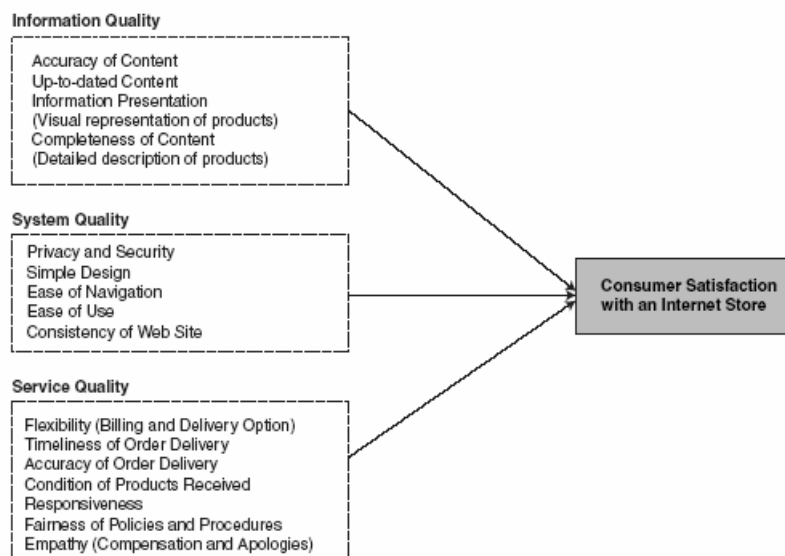 Information Quality
Accuracy of Content
Up-to-dated Content
Information Presentation
(Visual representation of products)
Completeness of Content
(Detailed description of products)
System Quality
Privacy and Security
Simple Design
Ease of Navigation
Ease of Use
Consistency of Web Site
Consumer Satisfaction
with an Internet Store
Service Quality
Flexibility (Billing and Delivery Option)
Timeliness of Order Delivery
Accuracy of Order Delivery
Condition of Products Received
Responsiveness
Fairness of Policies and Procedures
Empathy (Compensation and Apologies)